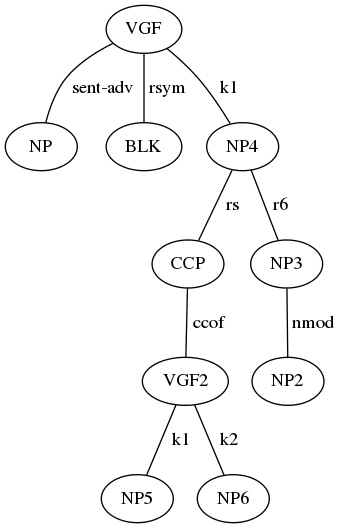 VGF
sent-adv rsym k1
NP BLK NP4
rs r6
CCP NP3
ccof nmod
VGF2 NP2
k1 k2
NP5 NP6